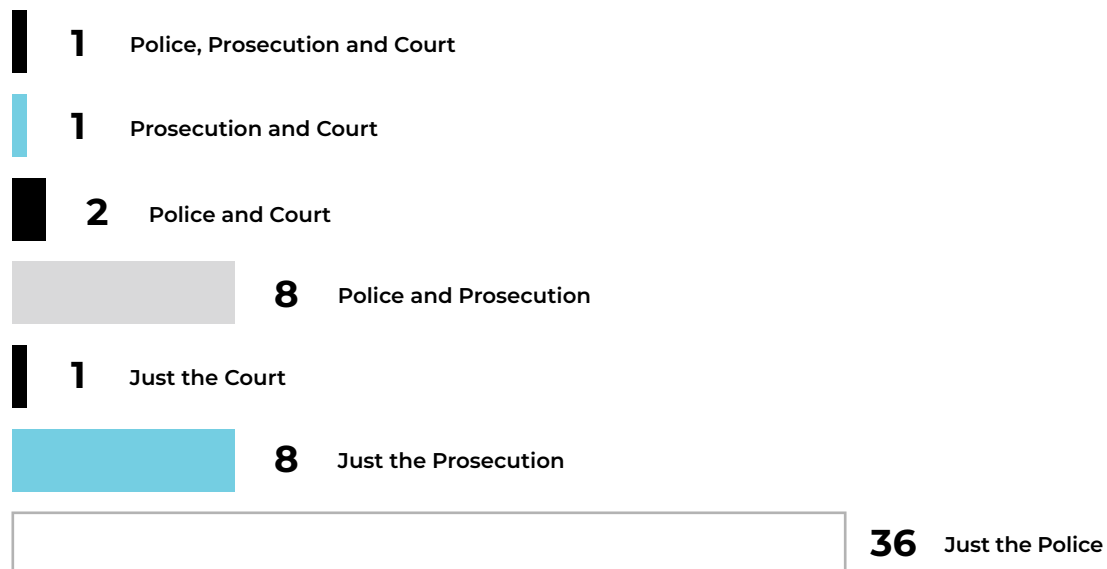 1 Police, Prosecution and Court
1 Prosecution and Court
2 Police and Court
8 Police and Prosecution
1 Just the Court
8 Just the Prosecution
36 Just the Police